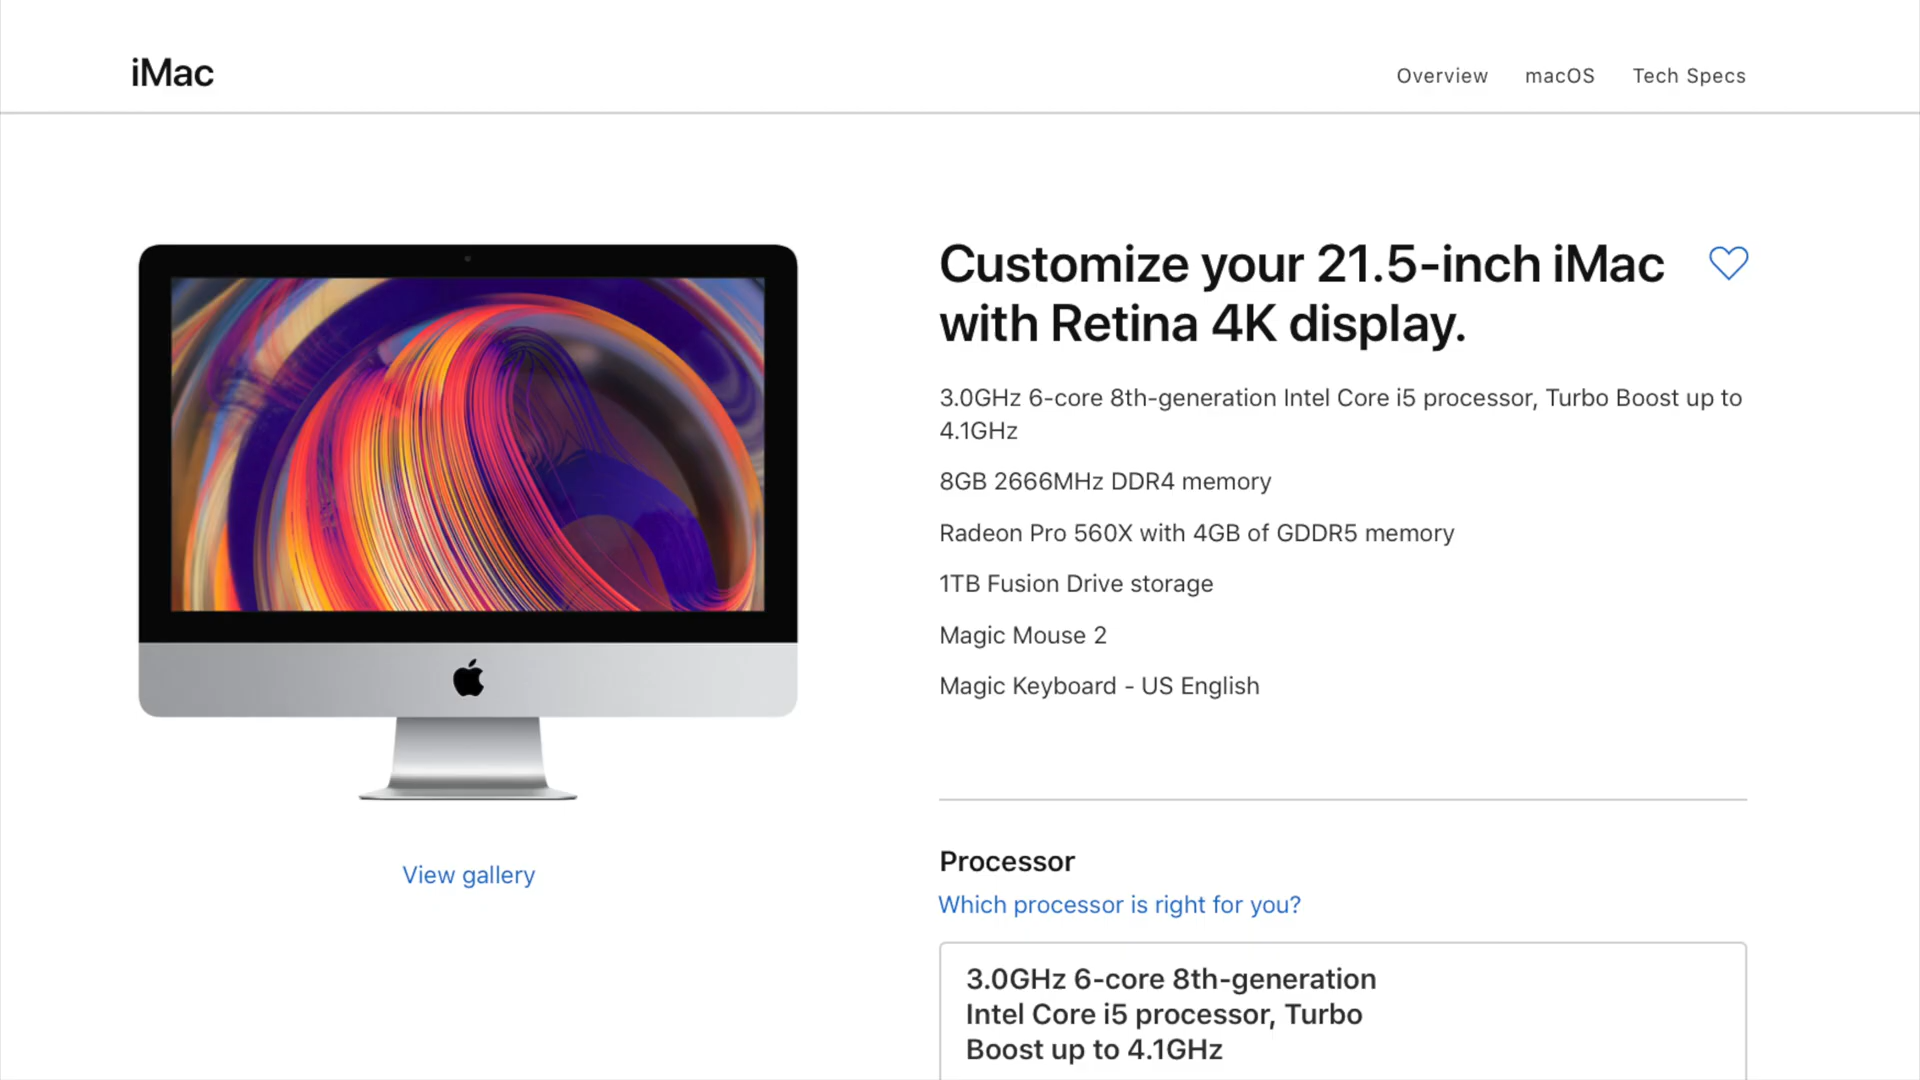 iMac
Overview
macOS
Tech Specs
Customize your 21.5-inch iMac
with Retina 4K display.
3.0GHz 6-core 8th-generation Intel Core i5 processor, Turbo Boost up to
4.1GHz
8GB 2666MHz DDR4 memory
Radeon Pro 560X with 4GB of GDDR5 memory
1TB Fusion Drive storage
Magic Mouse 2
Magic Keyboard - US English
View gallery
Processor
Which processor is right for you?
3.0GHz 6-core 8th-generation
Intel Core i5 processor, Turbo
Boost up to 4.1GHz